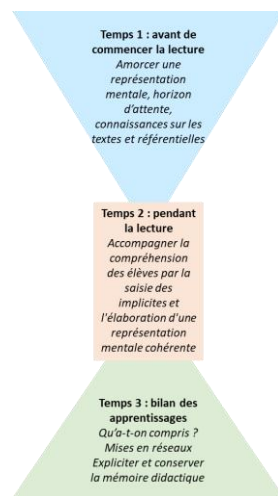 Temps 1 : avant de
commencer la lecture
Amorcer une
représentation
mentale, horizon
d'attente,
connaissances sur les
textes et référentielles
Temps 2 : pendant
la lecture
Accompagner la
compréhension
des élèves par la
saisie des
implicites et
l'élaboration d'une
représentation
mentale cohérente
Temps 3 : bilan des
apprentissages
Qu'a-t-on compris ?
Mises en réseaux
Expliciter et conserver
la mémoire didactique